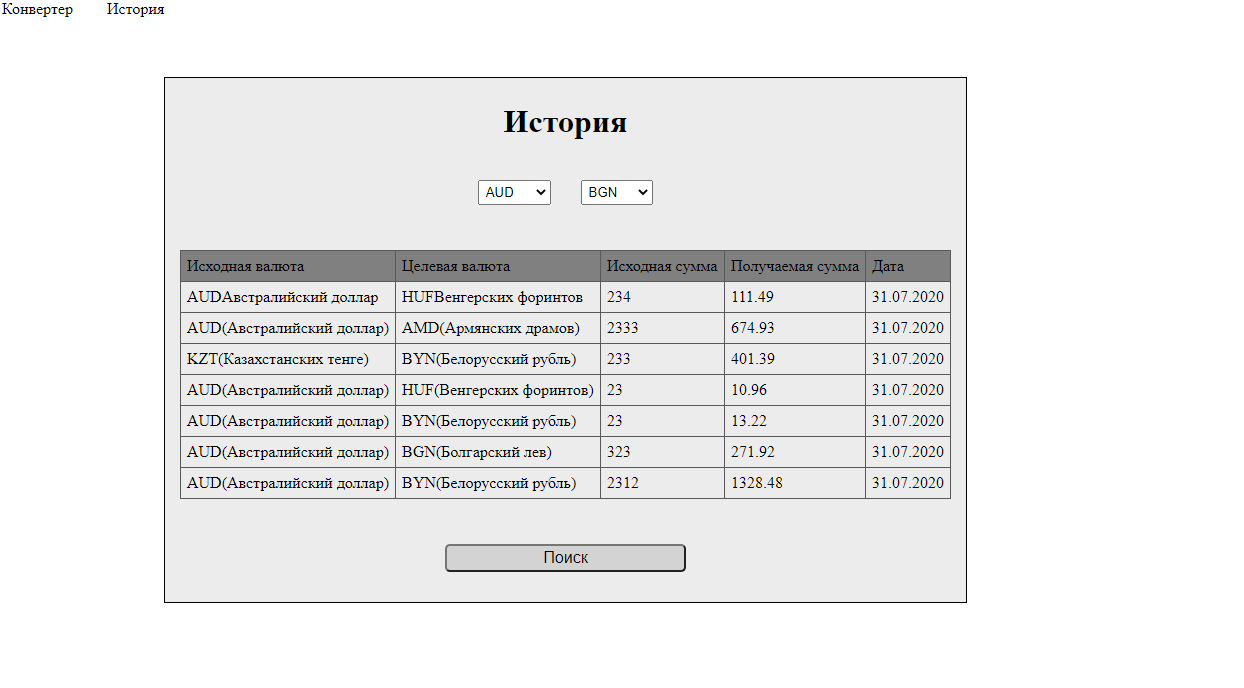 Конвертер История
История
AUD BGN
Исходная валюта Целевая валюта Исходная сумма Получаемая сумма Дата
AUDАвстралийский доллар HUFВенгерских форинтов 234 111.49 31.07.2020
AUD(Австралийский доллар) AMD(Армянских драмов) 2333 674.93 31.07.2020
KZT(Казахстанских тенге) BYN(Белорусский рубль) 233 401.39 31.07.2020
AUD(Австралийский доллар) HUF(Венгерских форинтов) 23 10.96 31.07.2020
AUD(Австралийский доллар) BYN(Белорусский рубль) 23 13.22 31.07.2020
AUD(Австралийский доллар) BGN(Болгарский лев) 323 271.92 31.07.2020
AUD(Австралийский доллар) BYN(Белорусский рубль) 2312 1328.48 31.07.2020
Поиск